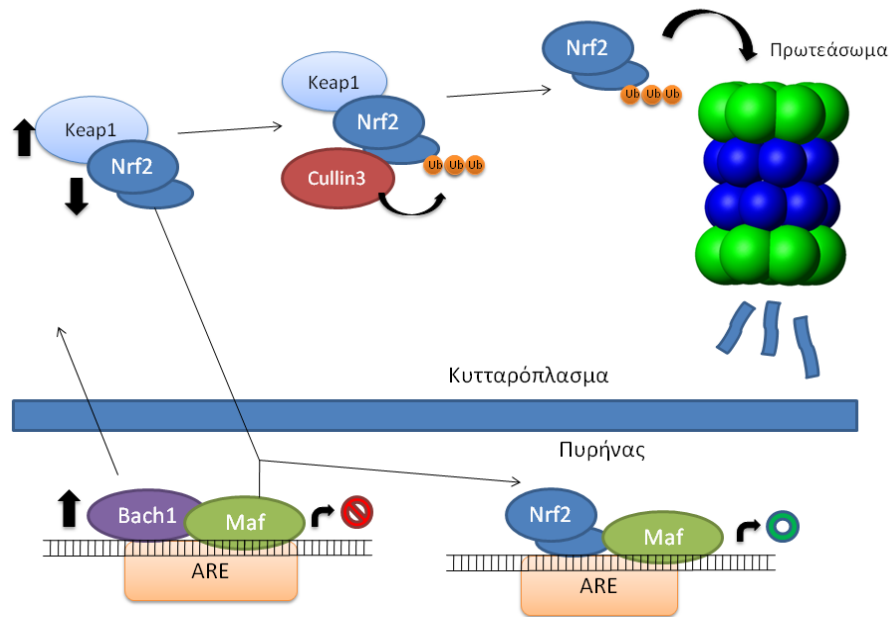 Nrf2
Ub Ub Ub
Πρωτεάσωμα
Keap1
Nrf2
Cullin3
Ub Ub Ub
Keap1
Nrf2
Κυτταρόπλασμα
Πυρήνας
Bach1
Maf
ARE
Nrf2
Maf
ARE